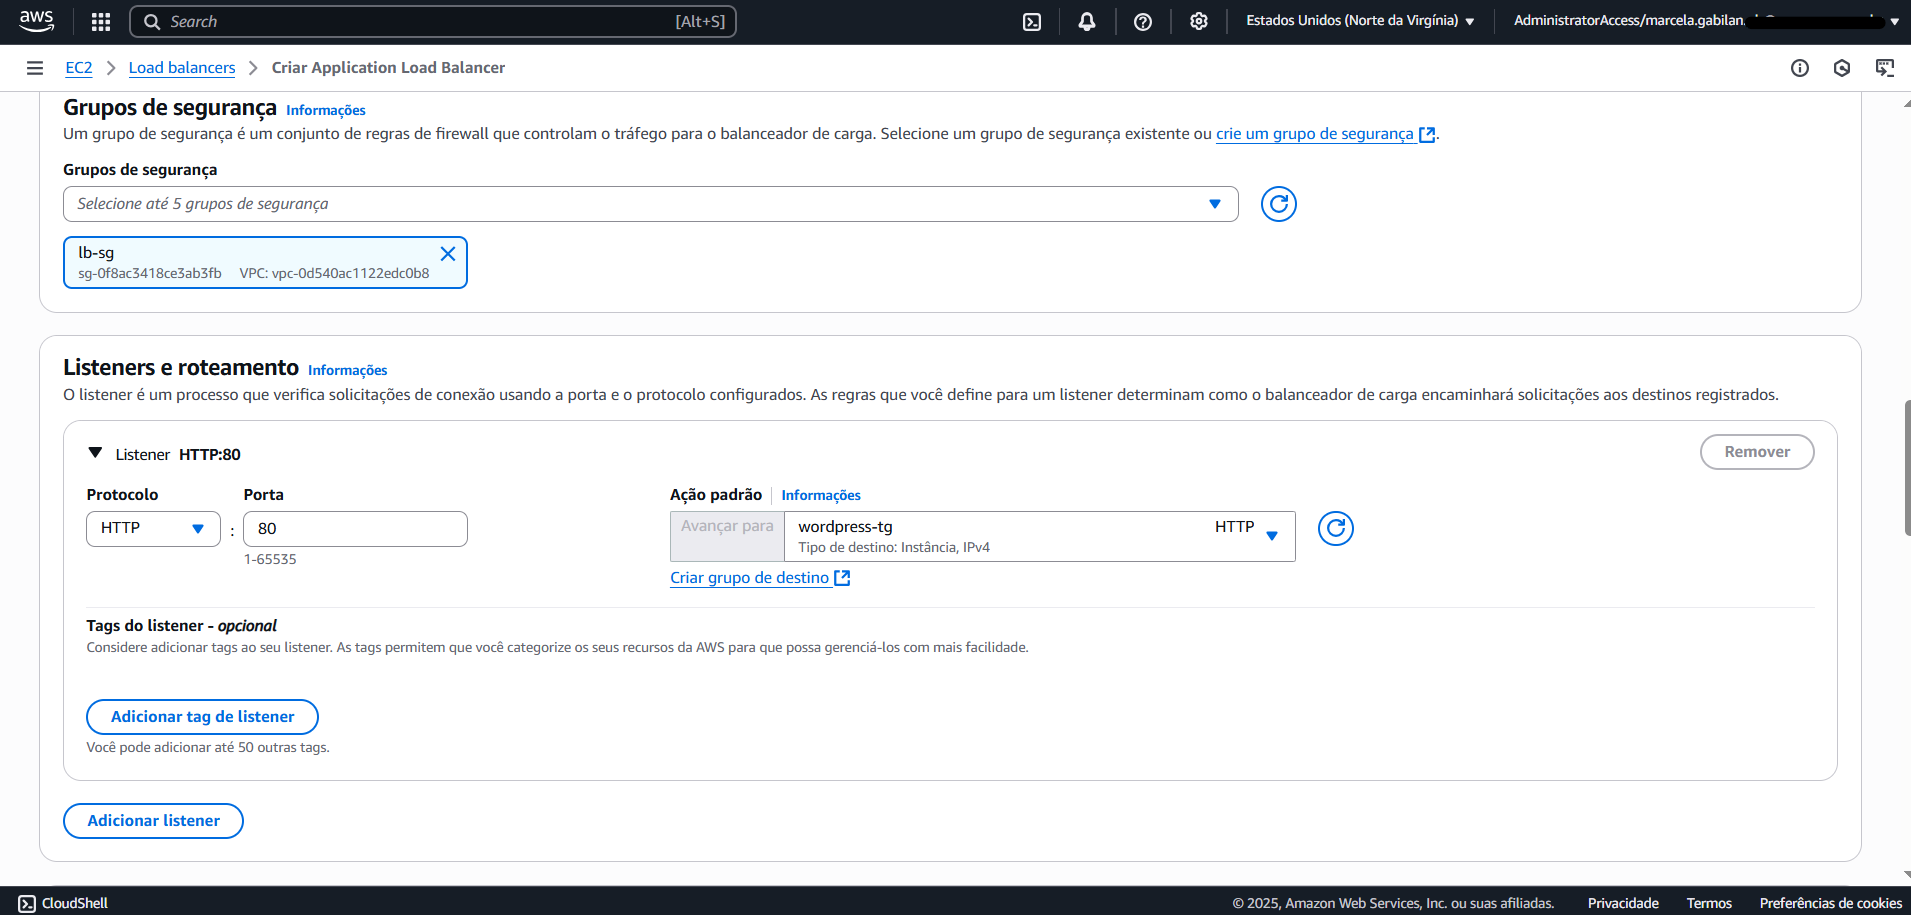 aws
Search [Alt+S]
Estados Unidos (Norte da Virgínia)
AdministratorAccess/marcela.gabilan.
EC2 > Load balancers > Criar Application Load Balancer
Grupos de segurança Informações
Um grupo de segurança é um conjunto de regras de firewall que controlam o tráfego para o balanceador de carga. Selecione um grupo de segurança existente ou crie um grupo de segurança.
Grupos de segurança
Selecione até 5 grupos de segurança
lb-sg
sg-0f8ac3418ce3ab3fb VPC: vpc-0d540ac1122edc0b8
Listeners e roteamento Informações
O listener é um processo que verifica solicitações de conexão usando a porta e o protocolo configurados. As regras que você define para um listener determinam como o balanceador de carga encaminhará solicitações aos destinos registrados.
Listener HTTP:80
Remover
Protocolo Porta Ação padrão Informações
HTTP : 80 Avançar para wordpress-tg HTTP
Tipo de destino: Instância, IPv4
1-65535
Criar grupo de destino
Tags do listener - opcional
Considere adicionar tags ao seu listener. As tags permitem que você categorize os seus recursos da AWS para que possa gerenciá-los com mais facilidade.
Adicionar tag de listener
Você pode adicionar até 50 outras tags.
Adicionar listener
CloudShell
© 2025, Amazon Web Services, Inc. ou suas afiliadas. Privacidade Termos Preferências de cookies